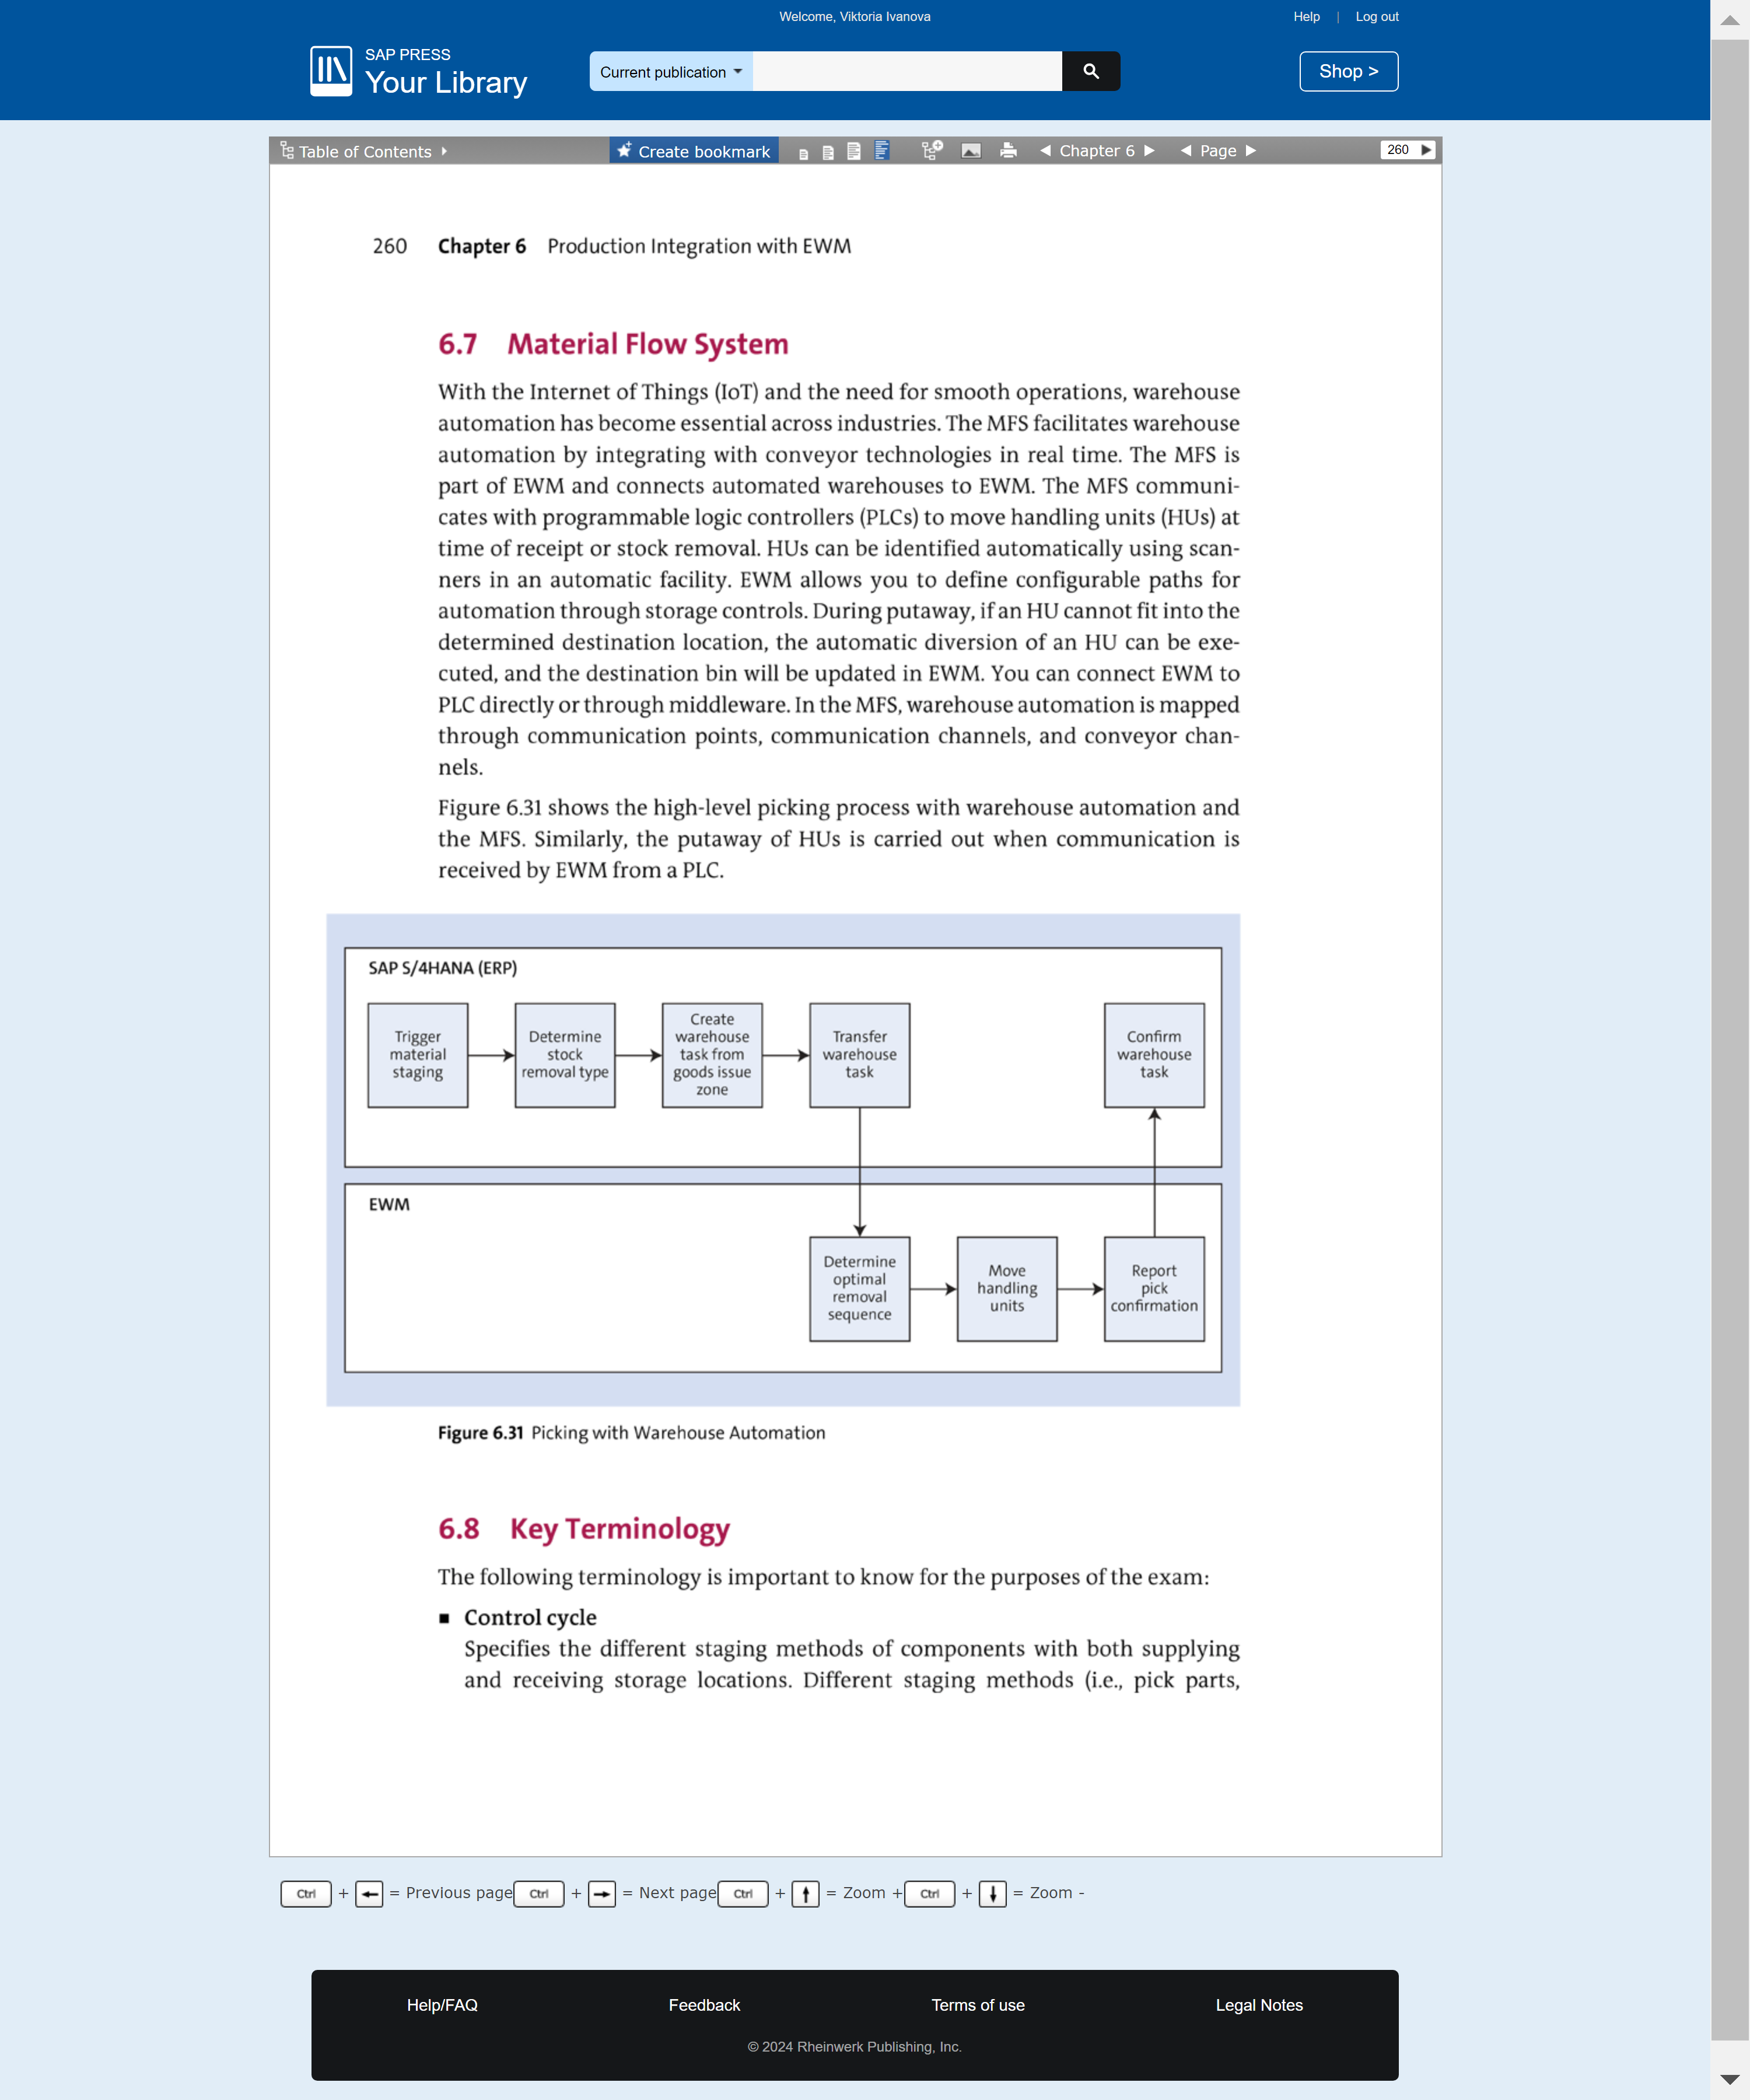 Welcome, Viktoria Ivanova
Help | Log out
SAP PRESS
Your Library
Current publication
Shop >
Table of Contents
Create bookmark
Chapter 6
Page
260
260 Chapter 6 Production Integration with EWM
6.7 Material Flow System
With the Internet of Things (IoT) and the need for smooth operations, warehouse
automation has become essential across industries. The MFS facilitates warehouse
automation by integrating with conveyor technologies in real time. The MFS is
part of EWM and connects automated warehouses to EWM. The MFS communi-
cates with programmable logic controllers (PLCs) to move handling units (HUs) at
time of receipt or stock removal. HUs can be identified automatically using scan-
ners in an automatic facility. EWM allows you to define configurable paths for
automation through storage controls. During putaway, if an HU cannot fit into the
determined destination location, the automatic diversion of an HU can be exe-
cuted, and the destination bin will be updated in EWM. You can connect EWM to
PLC directly or through middleware. In the MFS, warehouse automation is mapped
through communication points, communication channels, and conveyor chan-
nels.
Figure 6.31 shows the high-level picking process with warehouse automation and
the MFS. Similarly, the putaway of HUs is carried out when communication is
received by EWM from a PLC.
SAP S/4HANA (ERP)
Trigger
material
staging
Determine
stock
removal type
Create
warehouse
task from
goods issue
zone
Transfer
warehouse
task
Confirm
warehouse
task
EWM
Determine
optimal
removal
sequence
Move
handling
units
Report
pick
confirmation
Figure 6.31 Picking with Warehouse Automation
6.8 Key Terminology
The following terminology is important to know for the purposes of the exam:
■ Control cycle
Specifies the different staging methods of components with both supplying
and receiving storage locations. Different staging methods (i.e., pick parts,
Ctrl + ← = Previous page Ctrl + → = Next page Ctrl + ↑ = Zoom + Ctrl + ↓ = Zoom -
Help/FAQ
Feedback
Terms of use
Legal Notes
© 2024 Rheinwerk Publishing, Inc.